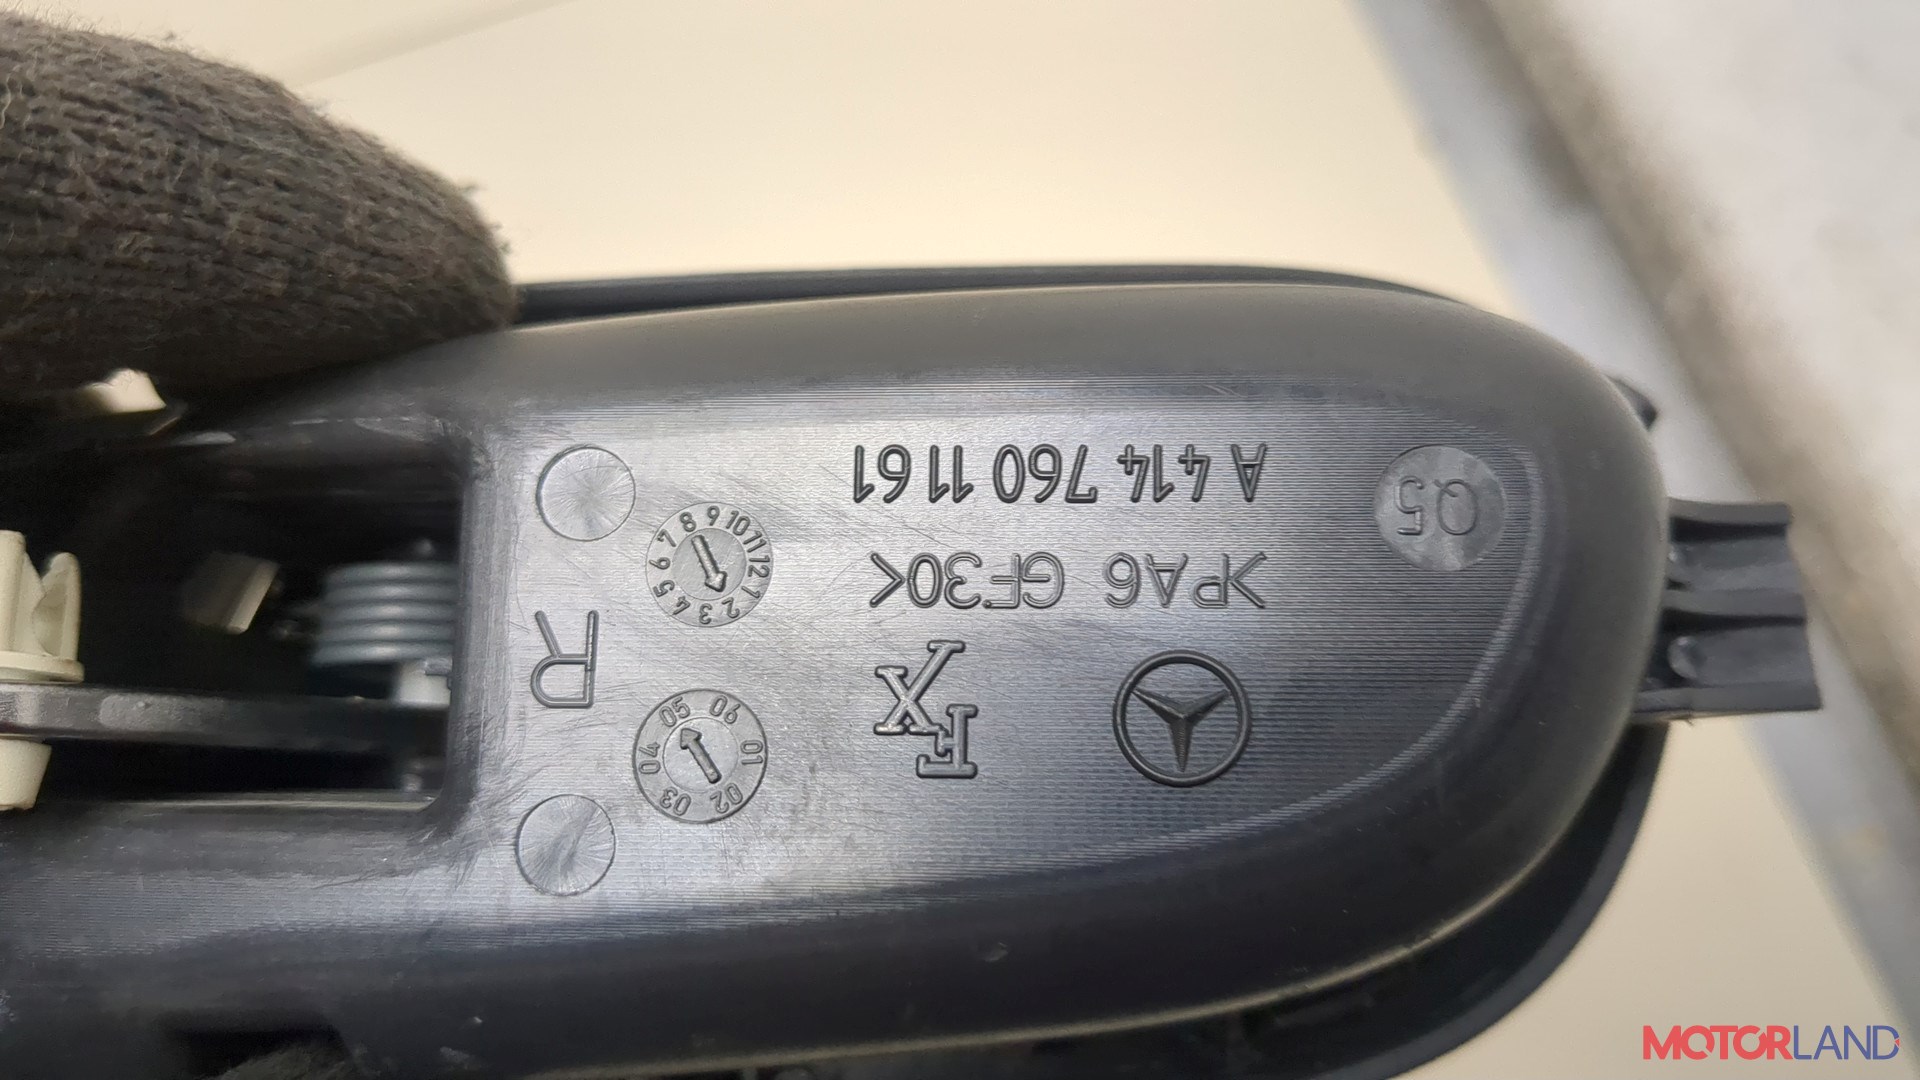 A 414 760 11 61
>PA6 GF30<
FX
Q5
R
1 2 3 4 5 6 7 8 9 10 11 12
01 02 03 04 05 06
MOTORLAND